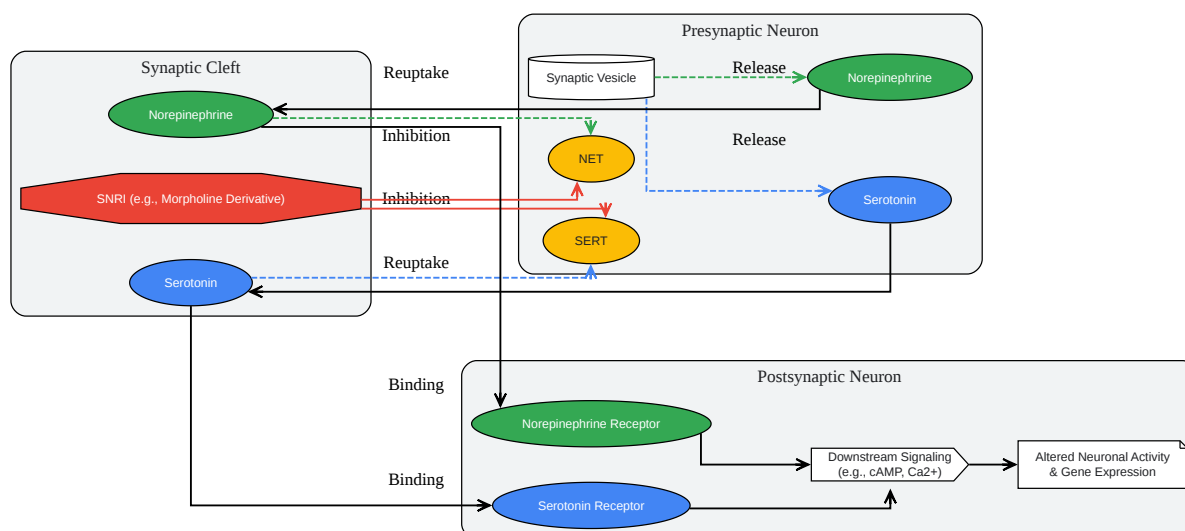 Presynaptic Neuron
Synaptic Cleft
Reuptake
Synaptic Vesicle
Release
Norepinephrine
Norepinephrine
Inhibition
Release
NET
SNRI (e.g., Morpholine Derivative)
Inhibition
Serotonin
SERT
Reuptake
Serotonin
Postsynaptic Neuron
Binding
Norepinephrine Receptor
Downstream Signaling
(e.g., cAMP, Ca2+)
Altered Neuronal Activity
& Gene Expression
Binding
Serotonin Receptor